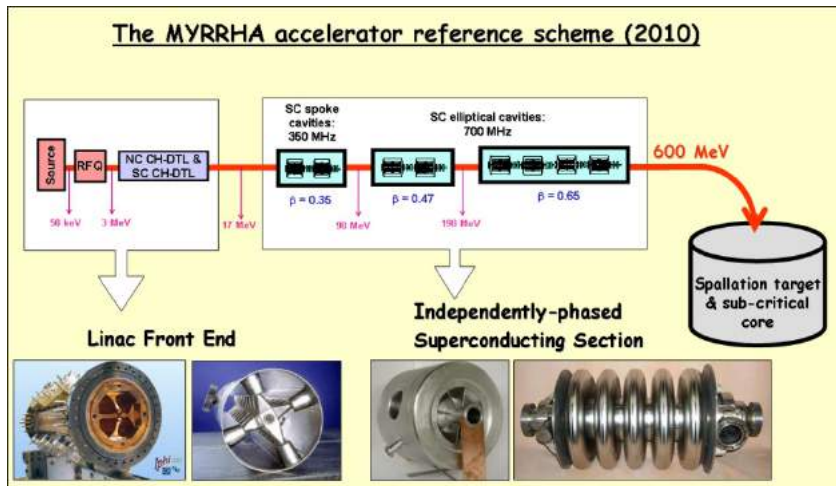 The MYRRHA accelerator reference scheme (2010)
SC spoke
cavities:
350 MHz
SC elliptical cavities:
700 MHz
Source
RFQ
NC CH-DTL &
SC CH-DTL
600 MeV
β = 0.35
β = 0.47
β = 0.65
50 keV
3 MeV
17 MeV
90 MeV
190 MeV
Spallation target
& sub-critical
core
Linac Front End
Independently-phased
Superconducting Section